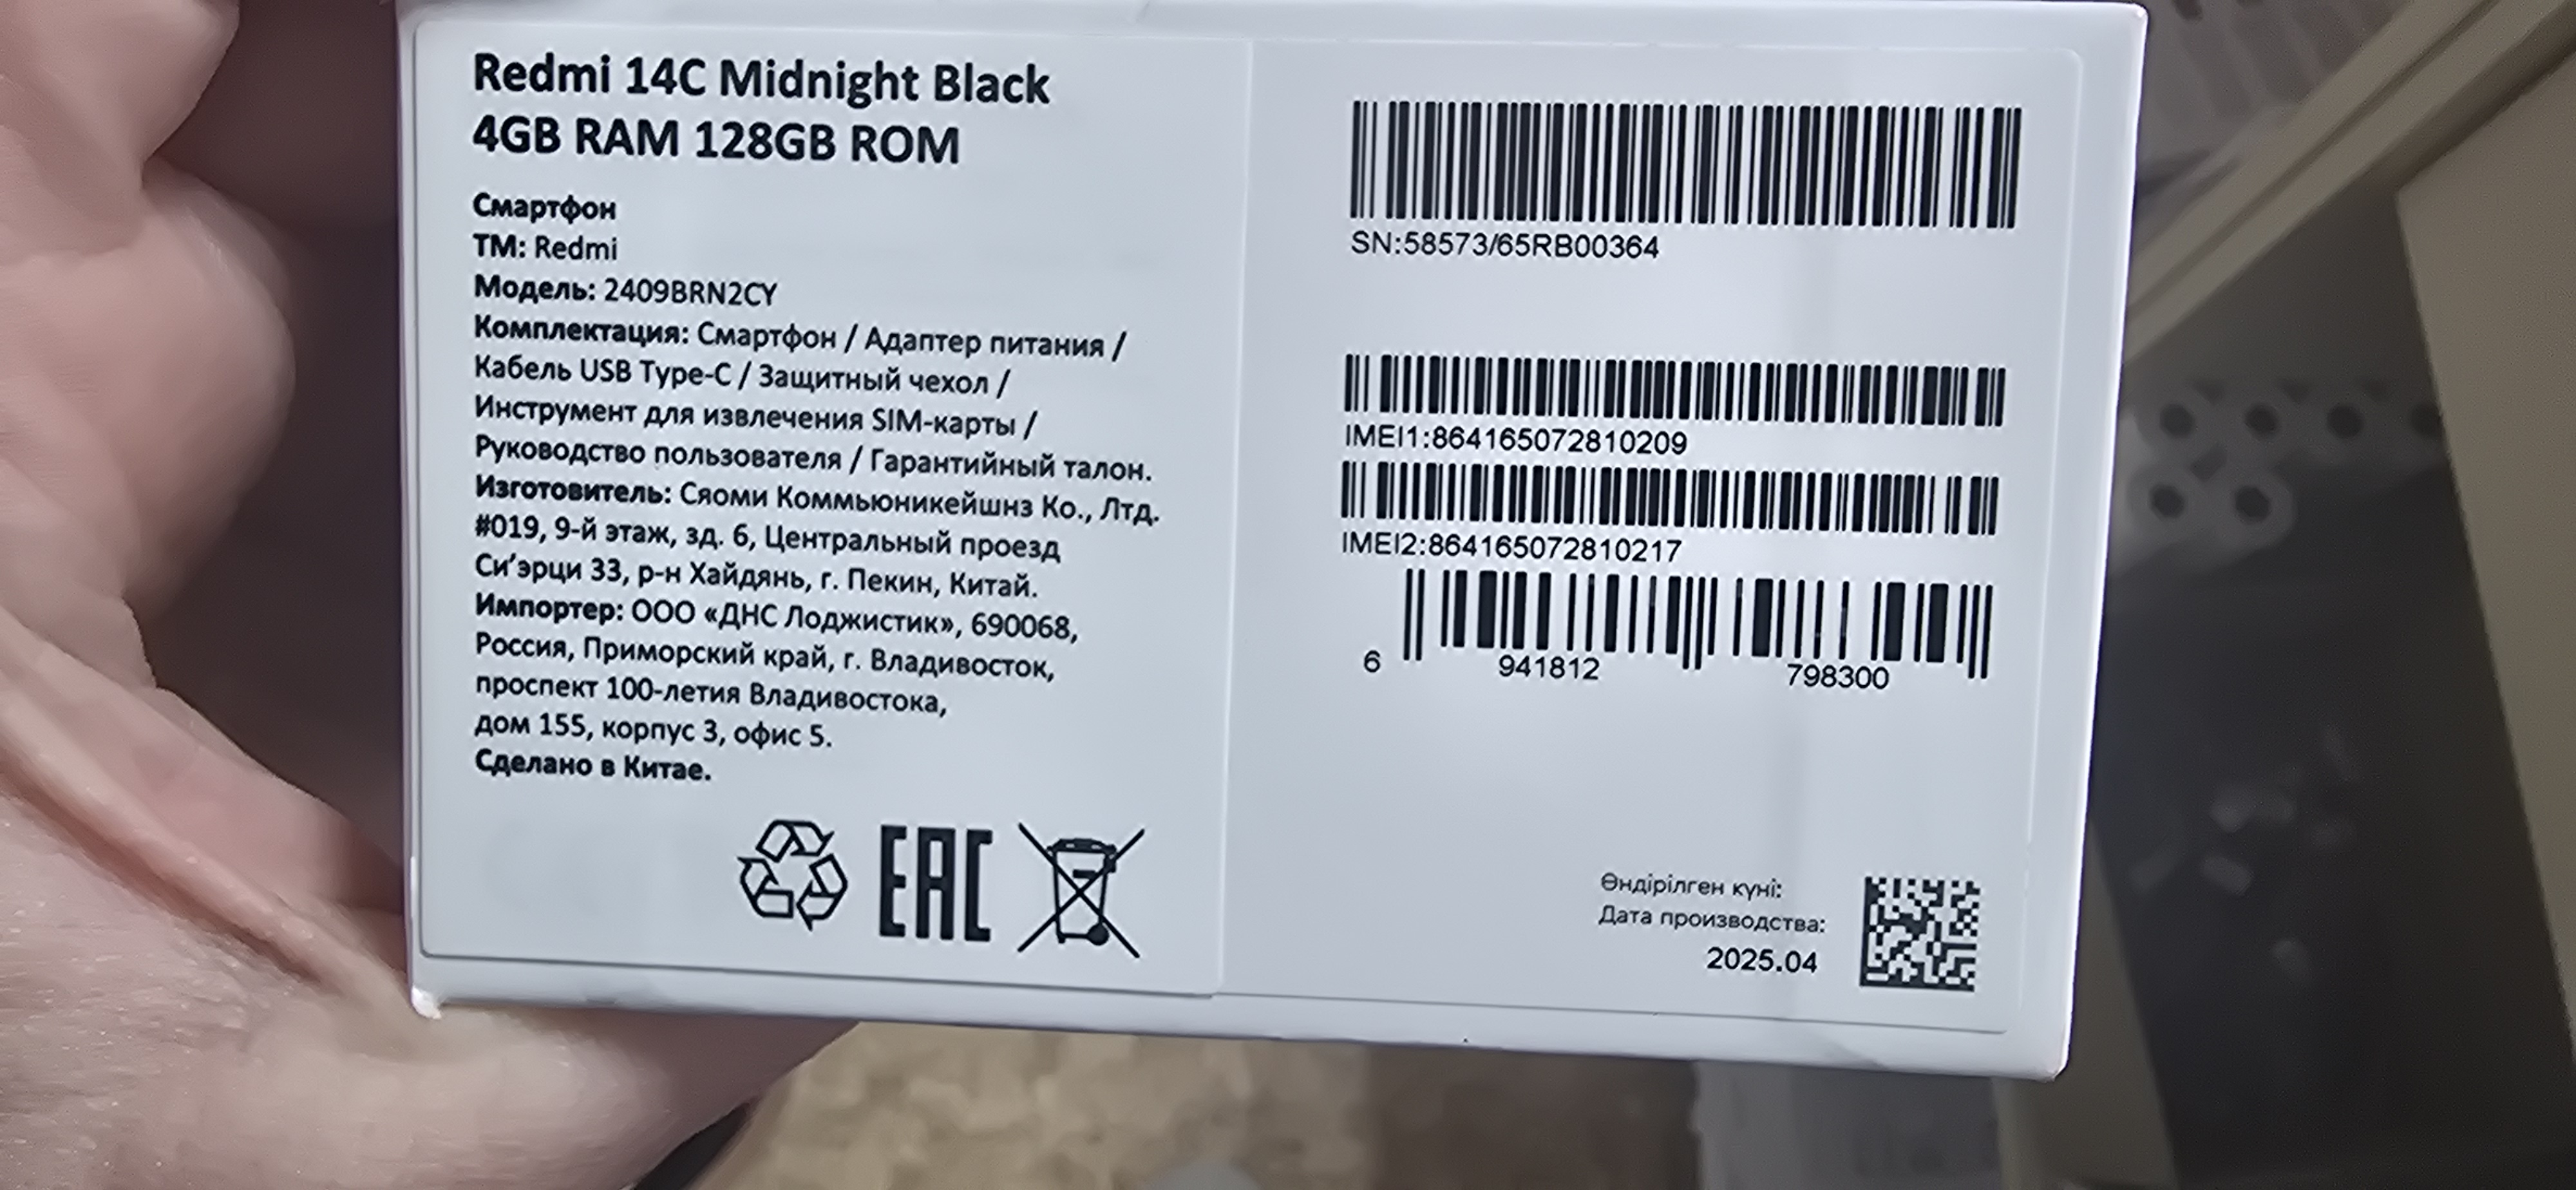 Redmi 14C Midnight Black
4GB RAM 128GB ROM
Смартфон
TM: Redmi
Модель: 2409BRN2CY
Комплектация: Смартфон / Адаптер питания /
Кабель USB Type-C / Защитный чехол /
Инструмент для извлечения SIM-карты /
Руководство пользователя / Гарантийный талон.
Изготовитель: Сяоми Коммьюникейшнз Ко., Лтд.
#019, 9-й этаж, зд. 6, Центральный проезд
Си’эрци 33, р-н Хайдянь, г. Пекин, Китай.
Импортер: ООО «ДНС Лоджистик», 690068,
Россия, Приморский край, г. Владивосток,
проспект 100-летия Владивостока,
дом 155, корпус 3, офис 5.
Сделано в Китае.
EAC
SN:58573/65RB00364
IMEI1:864165072810209
IMEI2:864165072810217
6 941812 798300
Өндірілген күні:
Дата производства:
2025.04